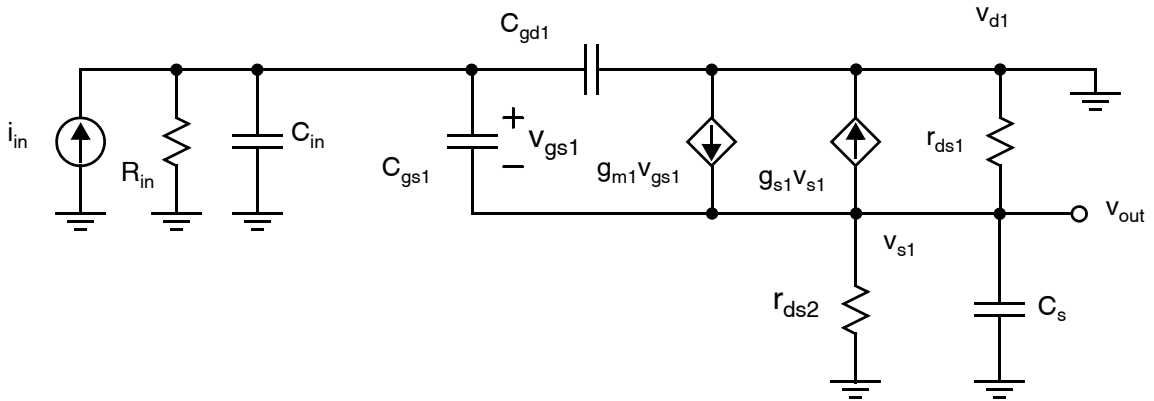 C_gd1
v_d1
i_in
R_in
C_in
C_gs1
+
v_gs1
–
g_m1v_gs1
g_s1v_s1
r_ds1
v_out
v_s1
r_ds2
C_s